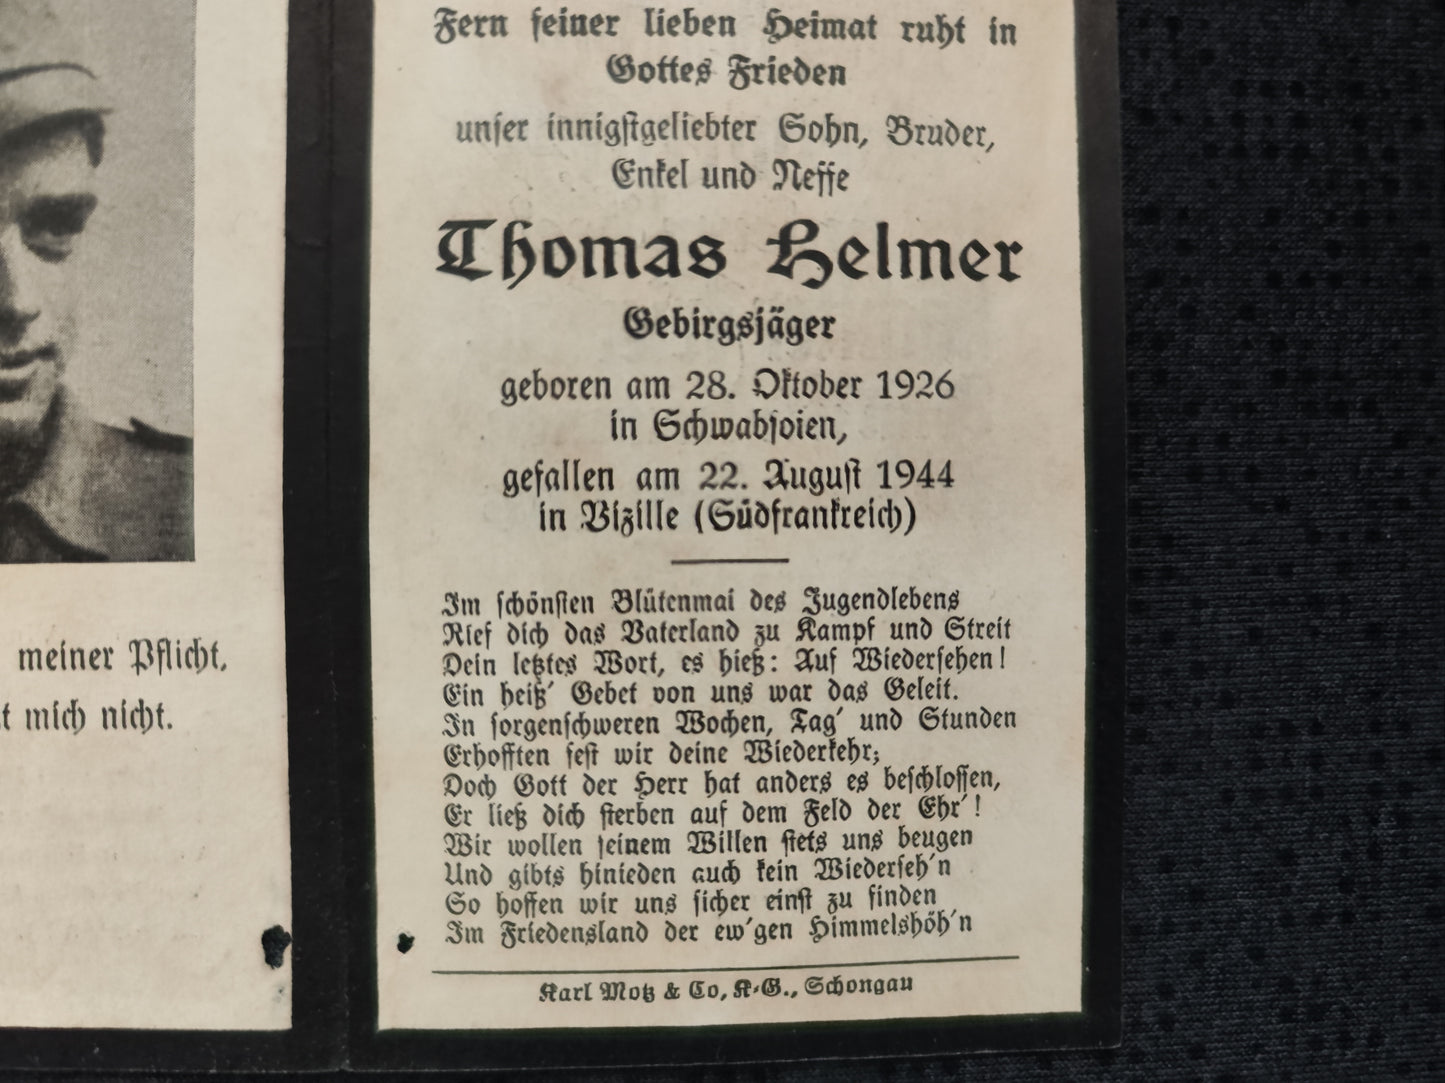 meiner Pflicht,
mich nicht.
Fern seiner lieben Heimat ruht in
Gottes Frieden
unser innigstgeliebter Sohn, Bruder,
Enkel und Neffe
Thomas Helmer
Gebirgsjäger
geboren am 28. Oktober 1926
in Schwabsoien,
gefallen am 22. August 1944
in Vizille (Südfrankreich)
Im schönsten Blütenmai des Jugendlebens
Rief dich das Vaterland zu Kampf und Streit
Dein letztes Wort, es hieß: Auf Wiedersehen!
Ein heiß' Gebet von uns war das Geleit.
In sorgenschweren Wochen, Tag' und Stunden
Erhofften fest wir deine Wiederkehr;
Doch Gott der Herr hat anders es beschlossen,
Er ließ dich sterben auf dem Feld der Ehr'!
Wir wollen seinem Willen stets uns beugen
Und gibts hinieden auch kein Wiederseh'n
So hoffen wir uns sicher einst zu finden
Im Friedensland der ew'gen Himmelshöh'n
Karl Motz & Co, K-G., Schongau